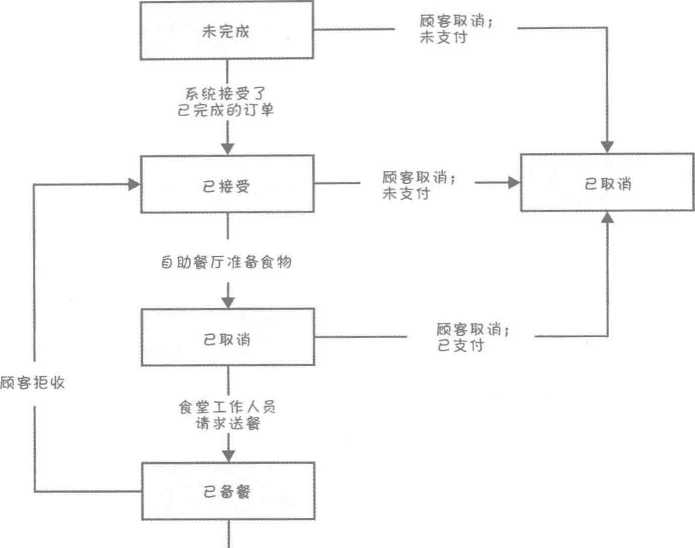 未完成
顾客取消；
未支付
系统接受了
已完成的订单
已接受
顾客取消；
未支付
已取消
自助餐厅准备食物
已取消
顾客取消；
已支付
顾客拒收
食堂工作人员
请求送餐
已备餐